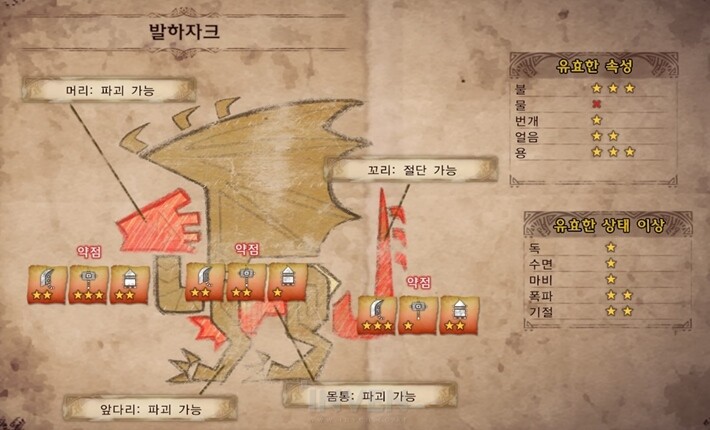 발하자크
머리: 파괴 가능
꼬리: 절단 가능
약점
약점
약점
앞다리: 파괴 가능
몸통: 파괴 가능
유효한 속성
불 ★★★
물 ✖
번개 ★
얼음 ★★
용 ★★★
유효한 상태 이상
독 ★
수면 ★
마비 ★
폭파 ★★
기절 ★★